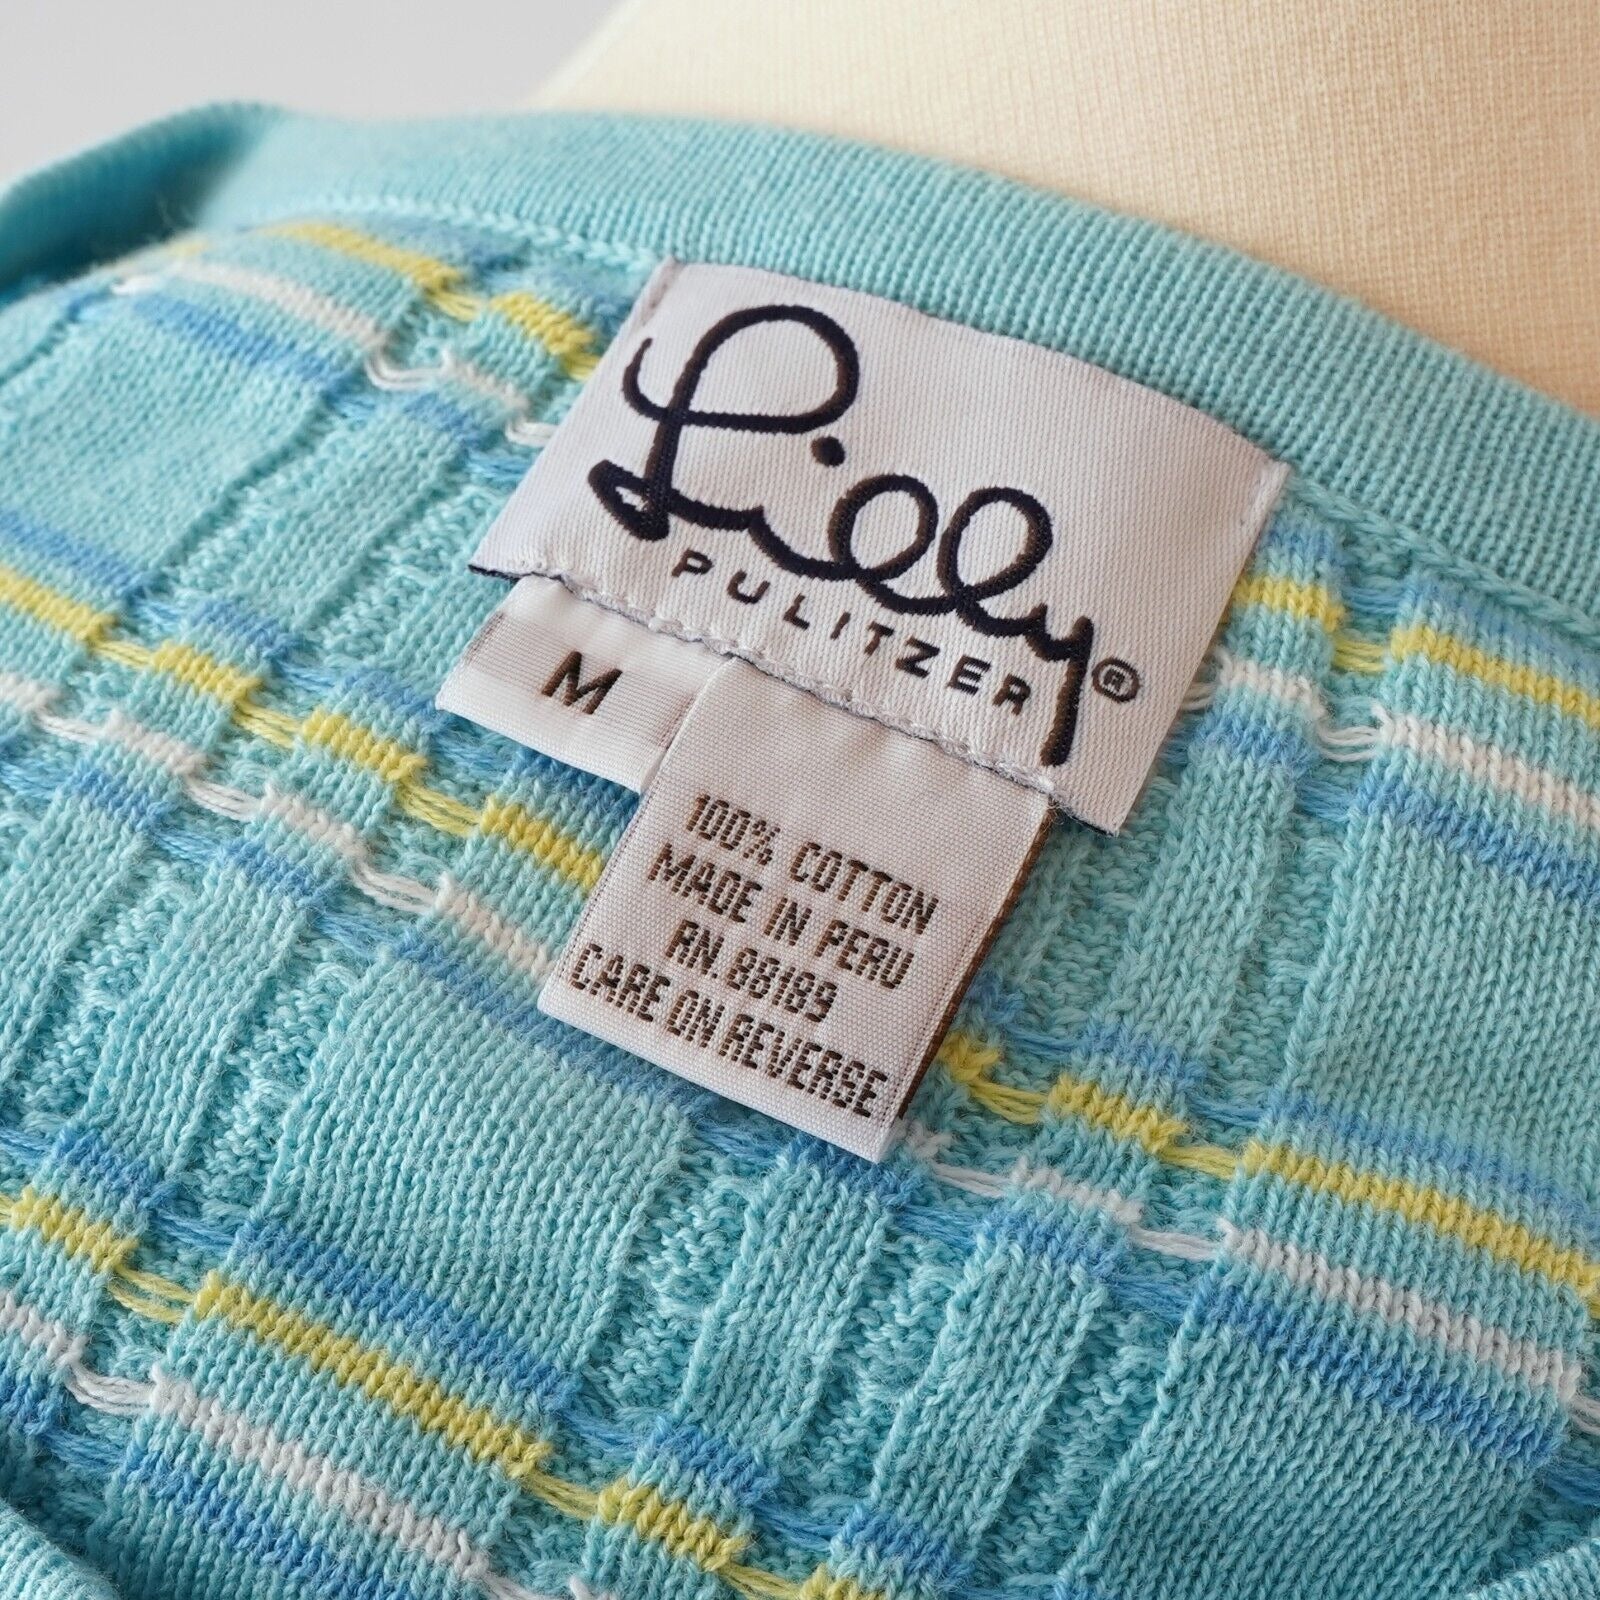 Lilly®
PULITZER
M
100% COTTON
MADE IN PERU
RN.88189
CARE ON REVERSE